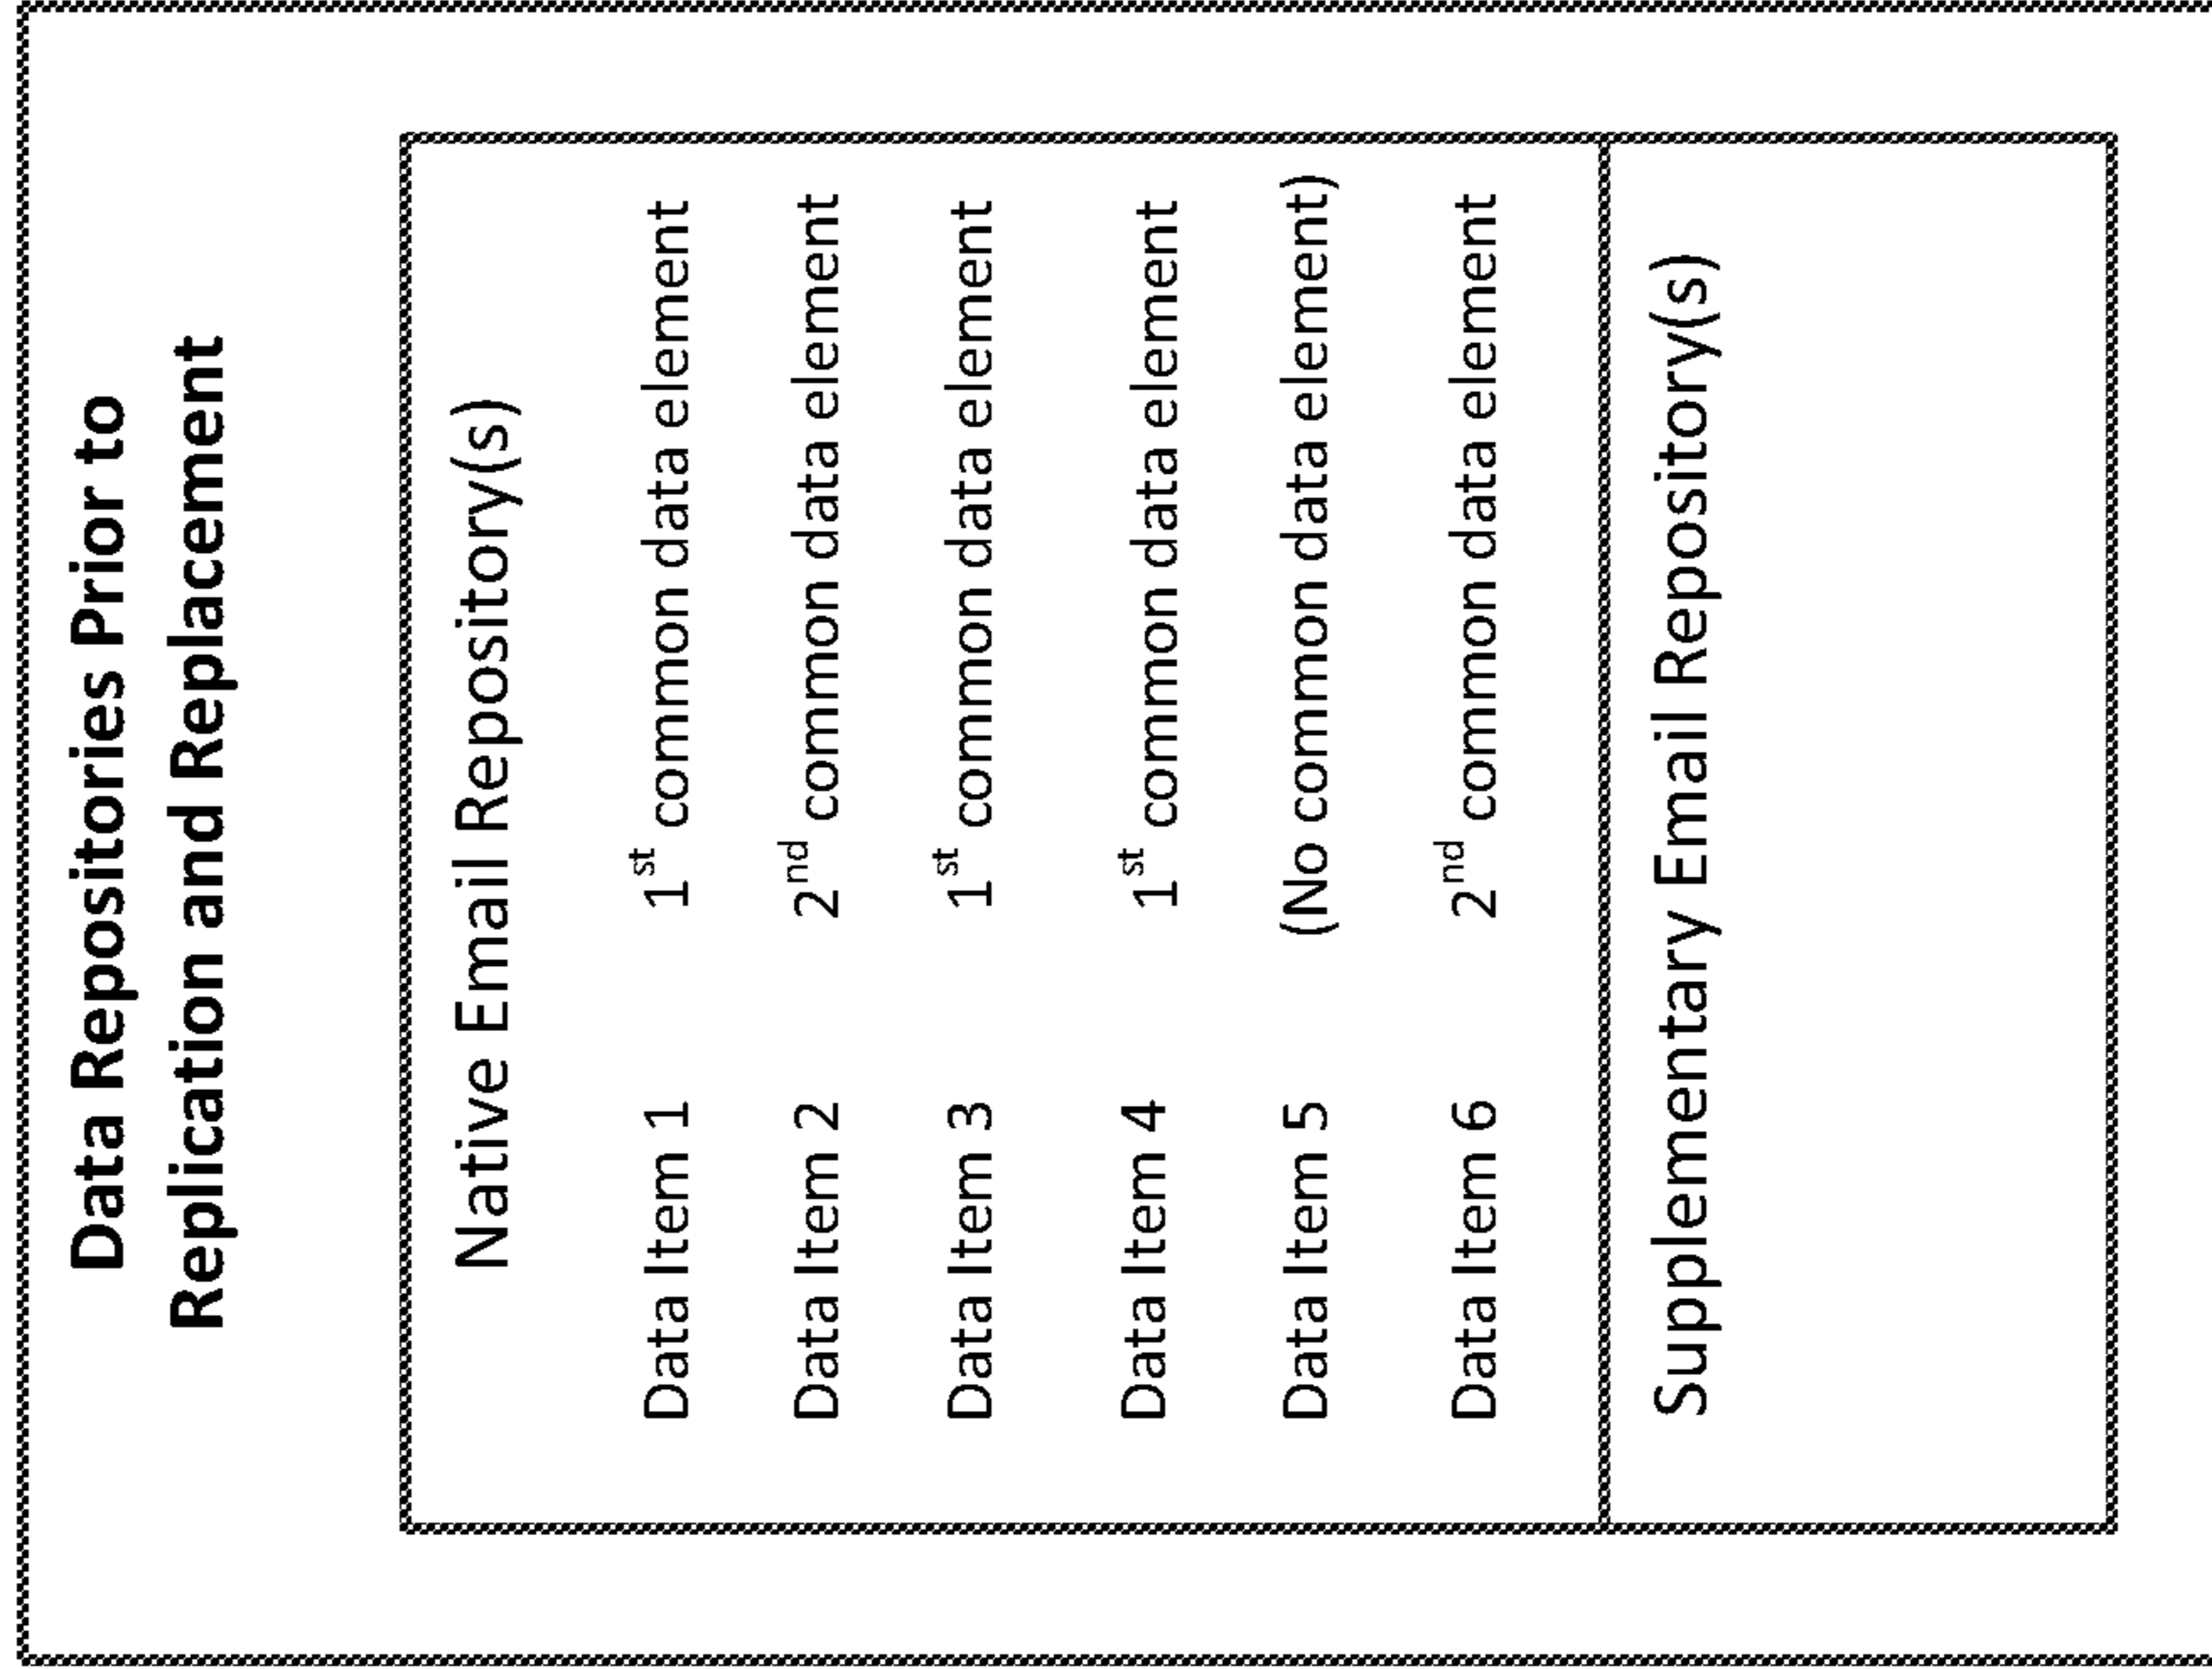 Data Repositories Prior to
Replication and Replacement
Native Email Repository(s)
Data Item 1 1st common data element
Data Item 2 2nd common data element
Data Item 3 1st common data element
Data Item 4 1st common data element
Data Item 5 (No common data element)
Data Item 6 2nd common data element
Supplementary Email Repository(s)